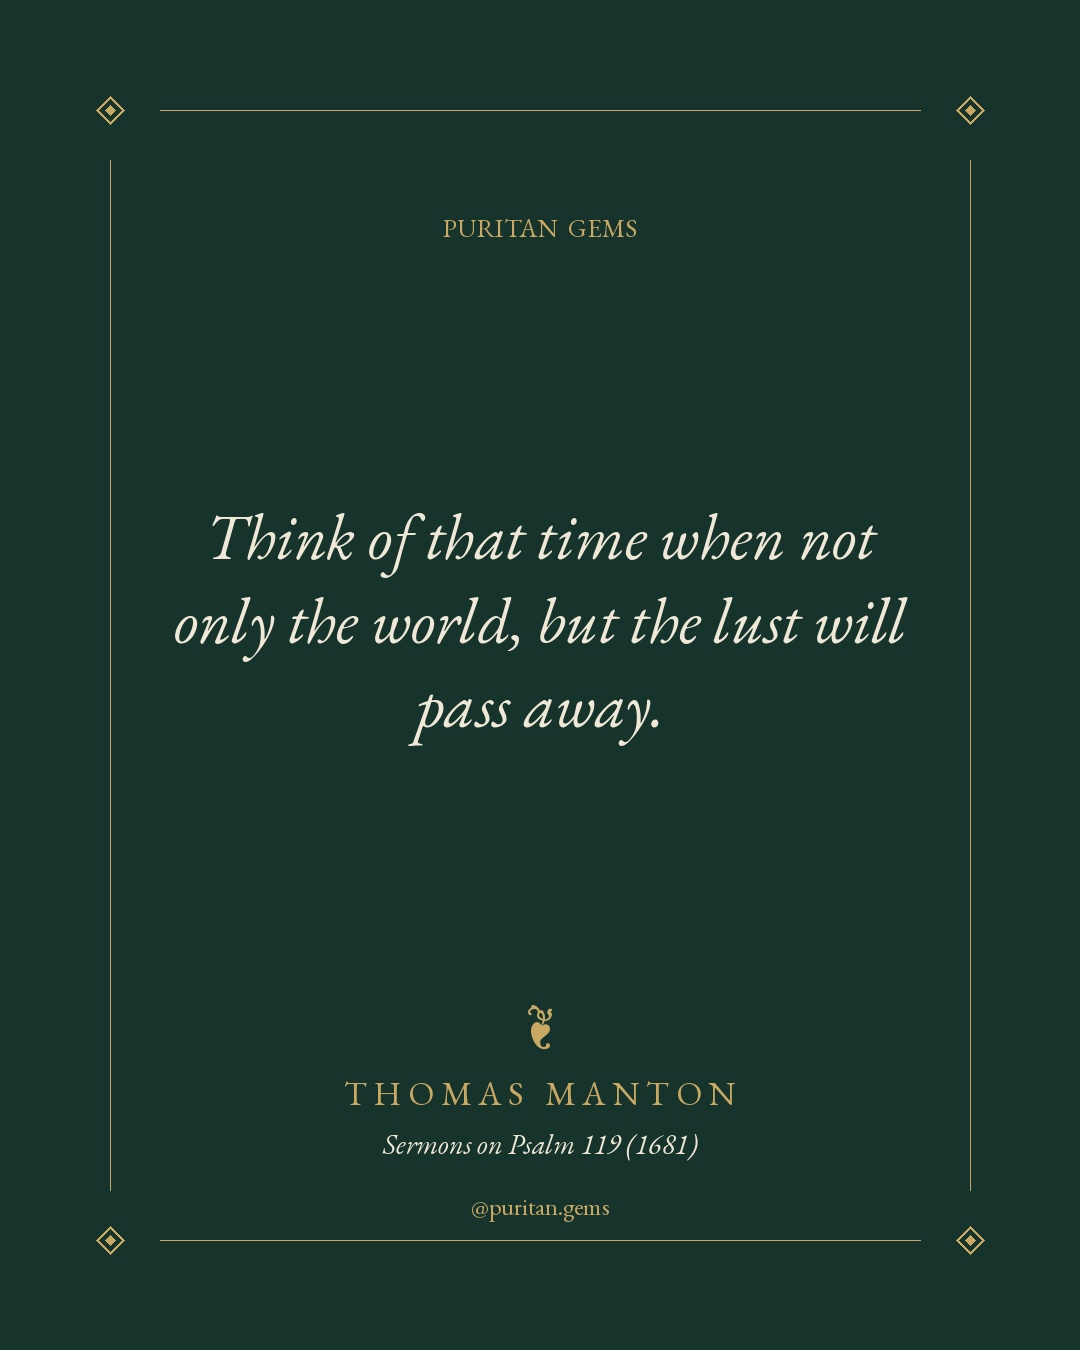 PURITAN GEMS
Think of that time when not
only the world, but the lust will
pass away.
THOMAS MANTON
Sermons on Psalm 119 (1681)
@puritan.gems